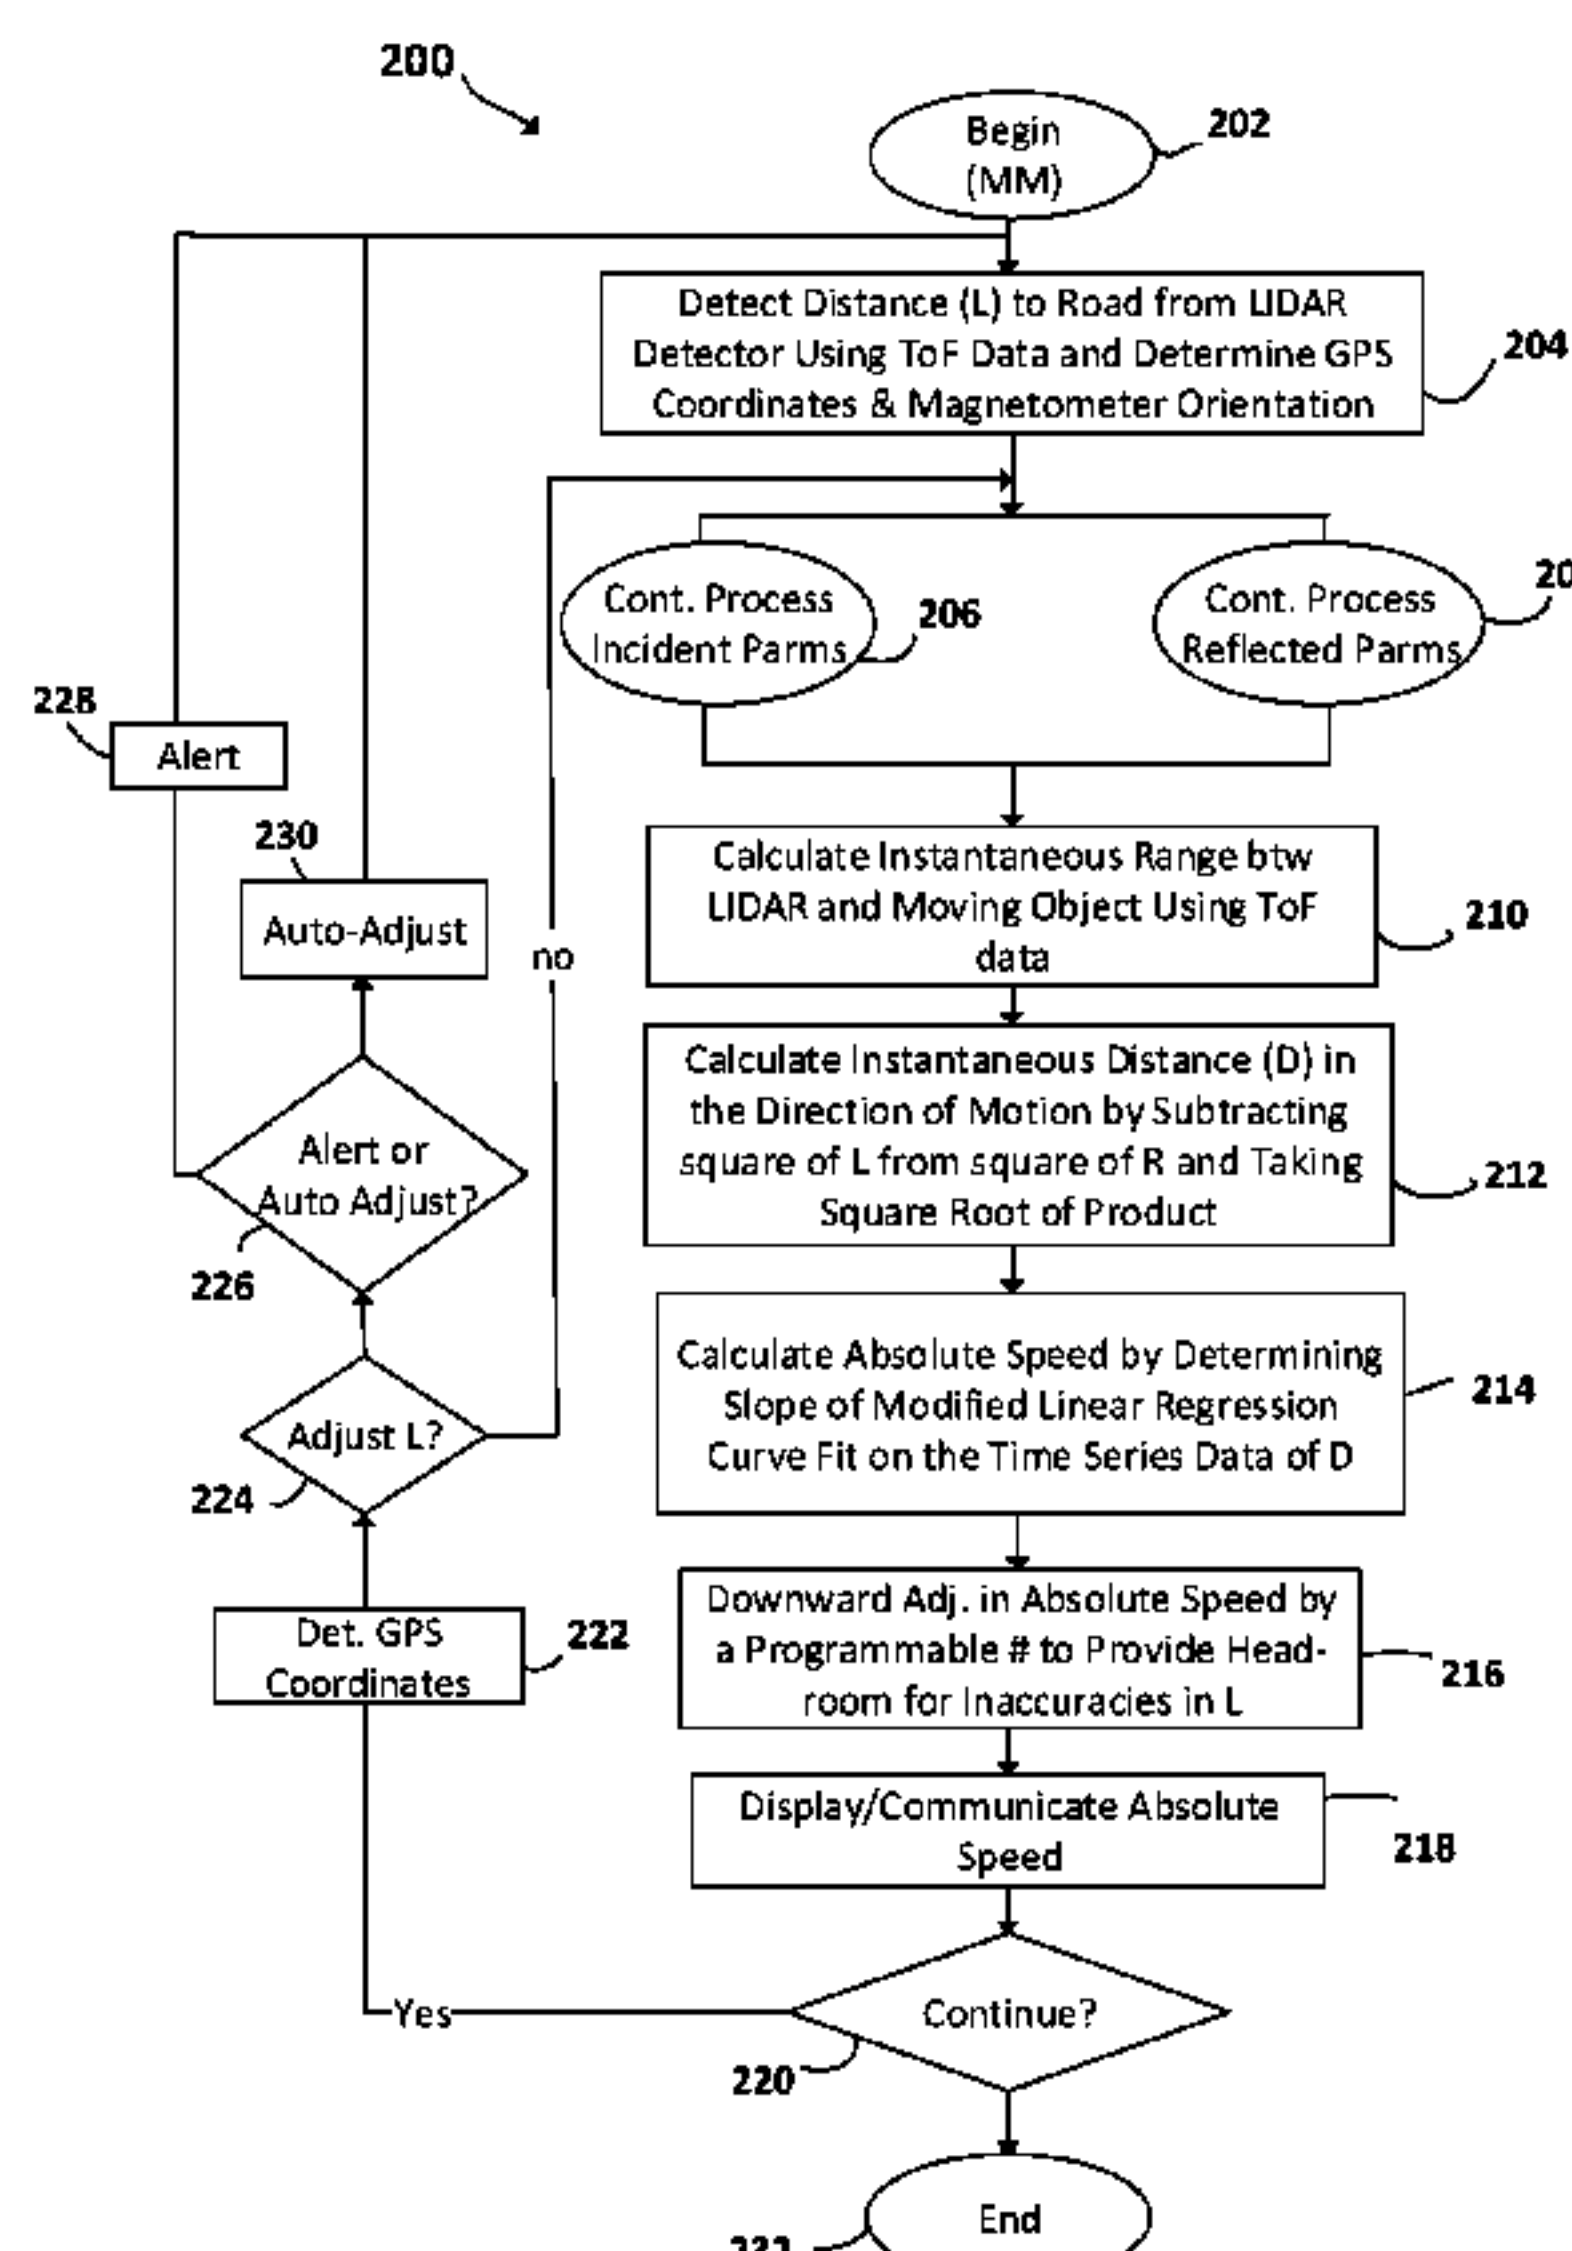 200
Begin
(MM)
202
Detect Distance (L) to Road from LIDAR
Detector Using ToF Data and Determine GPS
Coordinates & Magnetometer Orientation
204
Cont. Process
Incident Parms
206
Cont. Process
Reflected Parms
20
228
Alert
230
Auto-Adjust
no
Calculate Instantaneous Range btw
LIDAR and Moving Object Using ToF
data
210
Calculate Instantaneous Distance (D) in
the Direction of Motion by Subtracting
square of L from square of R and Taking
Square Root of Product
212
Alert or
Auto Adjust?
226
Calculate Absolute Speed by Determining
Slope of Modified Linear Regression
Curve Fit on the Time Series Data of D
214
Adjust L?
224
Downward Adj. in Absolute Speed by
a Programmable # to Provide Head-
room for Inaccuracies in L
216
Det. GPS
Coordinates
222
Display/Communicate Absolute
Speed
218
Yes
Continue?
220
End